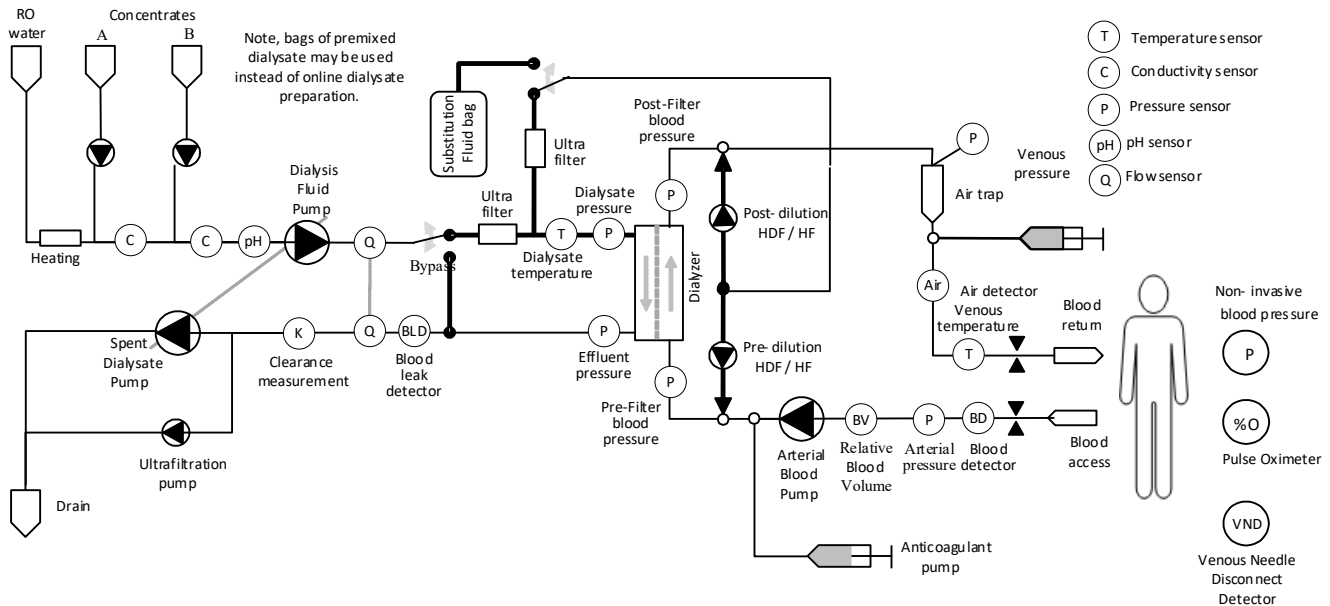 RO
water
Concentrates
A
B
Note, bags of premixed
dialysate may be used
instead of online dialysate
preparation.
Substitution
Fluid bag
Ultra
filter
Ultra
filter
Dialysis
Fluid
Pump
Heating
C
C
pH
Q
Bypass
T
Dialysate
temperature
Dialysate
pressure
P
Dialyzer
Post-Filter
blood
pressure
P
Post- dilution
HDF / HF
Pre- dilution
HDF / HF
P
Venous
pressure
Air trap
Air
Air detector
Venous
temperature
T
Blood
return
T
Temperature sensor
C
Conductivity sensor
P
Pressure sensor
pH
pH sensor
Q
Flow sensor
Spent
Dialysate
Pump
K
Clearance
measurement
Q
BLD
Blood
leak
detector
P
Effluent
pressure
P
Pre-Filter
blood
pressure
Arterial
Blood
Pump
BV
Relative
Blood
Volume
P
Arterial
pressure
BD
Blood
detector
Blood
access
Ultrafiltration
pump
Drain
Anticoagulant
pump
Non- invasive
blood pressure
P
%O
Pulse Oximeter
VND
Venous Needle
Disconnect
Detector